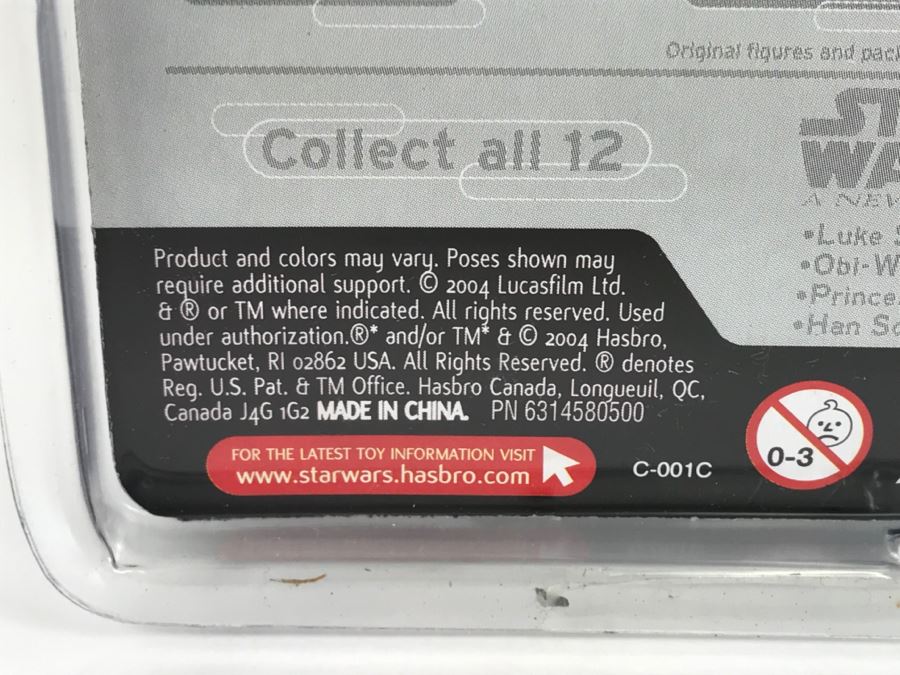 Original figures and
Collect all 12
WA
A NEW
•Luke
•Obi-W
•Prince
•Han
Product and colors may vary. Poses shown may
require additional support. © 2004 Lucasfilm Ltd.
& ® or TM where indicated. All rights reserved. Used
under authorization.®* and/or TM* & © 2004 Hasbro,
Pawtucket, RI 02862 USA. All Rights Reserved. ® denotes
Reg. U.S. Pat. & TM Office. Hasbro Canada, Longueuil, QC,
Canada J4G 1G2 MADE IN CHINA. PN 6314580500
FOR THE LATEST TOY INFORMATION VISIT
www.starwars.hasbro.com
C-001C
0-3